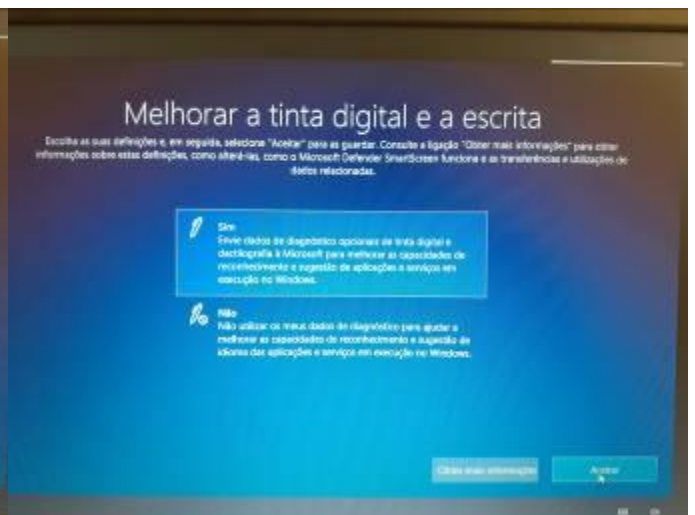 Melhorar a tinta digital e a escrita
Escolha as suas definições e, em seguida, selecione "Aceitar" para as guardar. Consulte a ligação "Obter mais informações" para obter
informações sobre estas definições, como alterá-las, como o Microsoft Defender SmartScreen funciona e as transferências e utilizações de
dados relacionadas.
Sim
Envie dados de diagnóstico opcionais de tinta digital e
dactilografia à Microsoft para melhorar as capacidades de
reconhecimento e sugestão de aplicações e serviços em
execução no Windows.
Não
Não utilizar os meus dados de diagnóstico para ajudar a
melhorar as capacidades de reconhecimento e sugestão de
idioma das aplicações e serviços em execução no Windows.
Obter mais informações
Aceitar